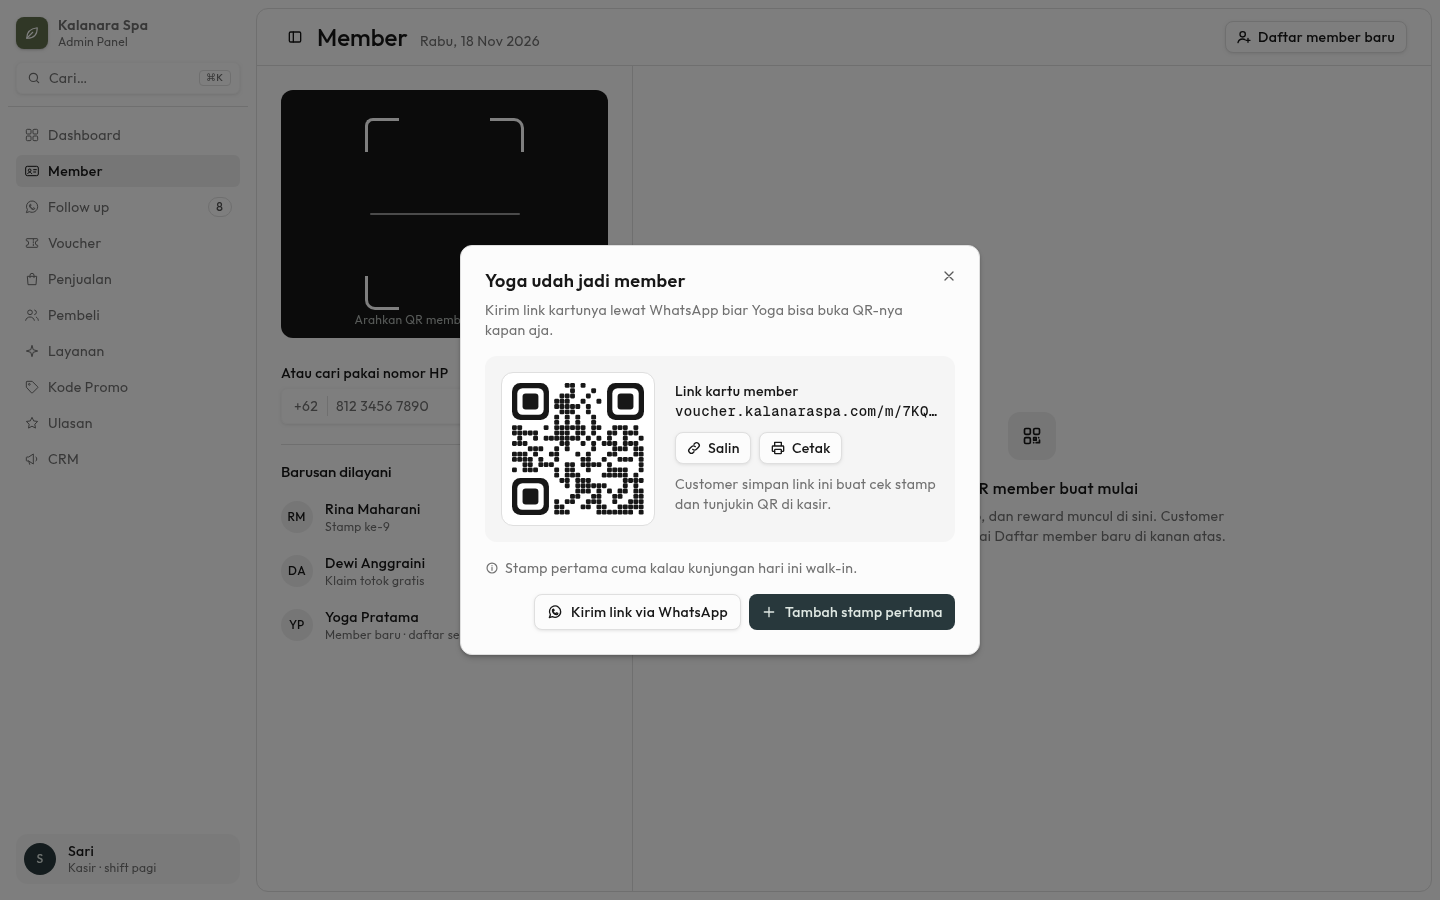 Kalanara Spa
Admin Panel
Cari...
⌘K
Dashboard
Member
Follow up
8
Voucher
Penjualan
Pembeli
Layanan
Kode Promo
Ulasan
CRM
S
Sari
Kasir · shift pagi
Member
Rabu, 18 Nov 2026
Daftar member baru
Arahkan QR memb
Atau cari pakai nomor HP
+62
812 3456 7890
Barusan dilayani
RM
Rina Maharani
Stamp ke-9
DA
Dewi Anggraini
Klaim totok gratis
YP
Yoga Pratama
Member baru · daftar se
R member buat mulai
, dan reward muncul di sini. Customer
ai Daftar member baru di kanan atas.
Yoga udah jadi member
Kirim link kartunya lewat WhatsApp biar Yoga bisa buka QR-nya
kapan aja.
Link kartu member
voucher.kalanaraspa.com/m/7KQ…
Salin
Cetak
Customer simpan link ini buat cek stamp
dan tunjukin QR di kasir.
Stamp pertama cuma kalau kunjungan hari ini walk-in.
Kirim link via WhatsApp
Tambah stamp pertama